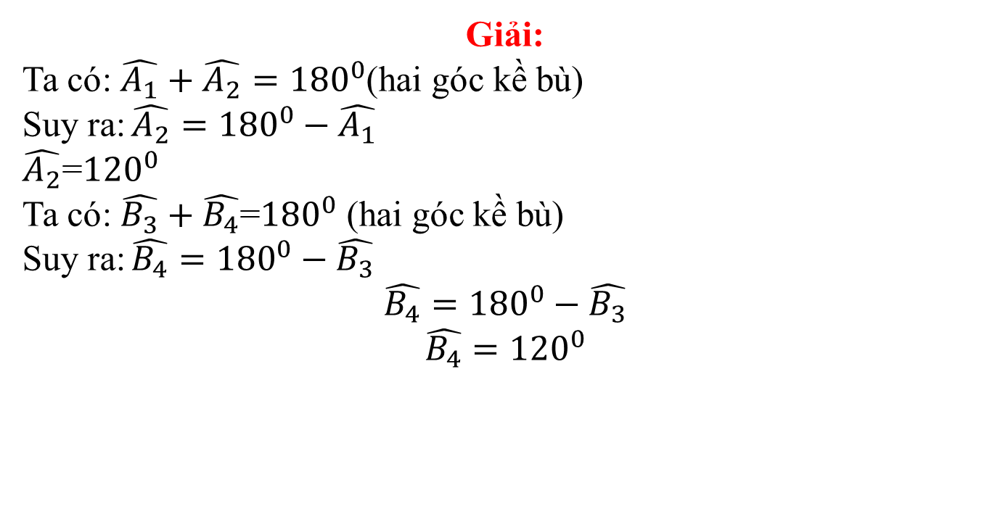 Giải:
Ta có: $\widehat{A_1} + \widehat{A_2} = 180^0$(hai góc kề bù)
Suy ra: $\widehat{A_2} = 180^0 - \widehat{A_1}$
$\widehat{A_2}$=$120^0$
Ta có: $\widehat{B_3} + \widehat{B_4}$=$180^0$ (hai góc kề bù)
Suy ra: $\widehat{B_4} = 180^0 - \widehat{B_3}$
$\widehat{B_4} = 180^0 - \widehat{B_3}$
$\widehat{B_4} = 120^0$